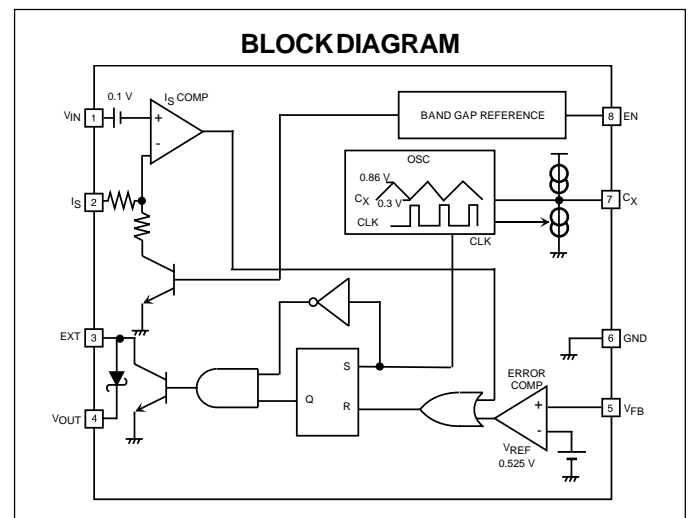 BLOCK DIAGRAM
VIN 1
0.1 V
IS COMP
+
-
BAND GAP REFERENCE
8 EN
IS 2
OSC
0.86 V
CX 0.3 V
CLK
CLK
7 CX
EXT 3
6 GND
S
Q
R
ERROR
COMP
+
-
5 VFB
VOUT 4
VREF
0.525 V